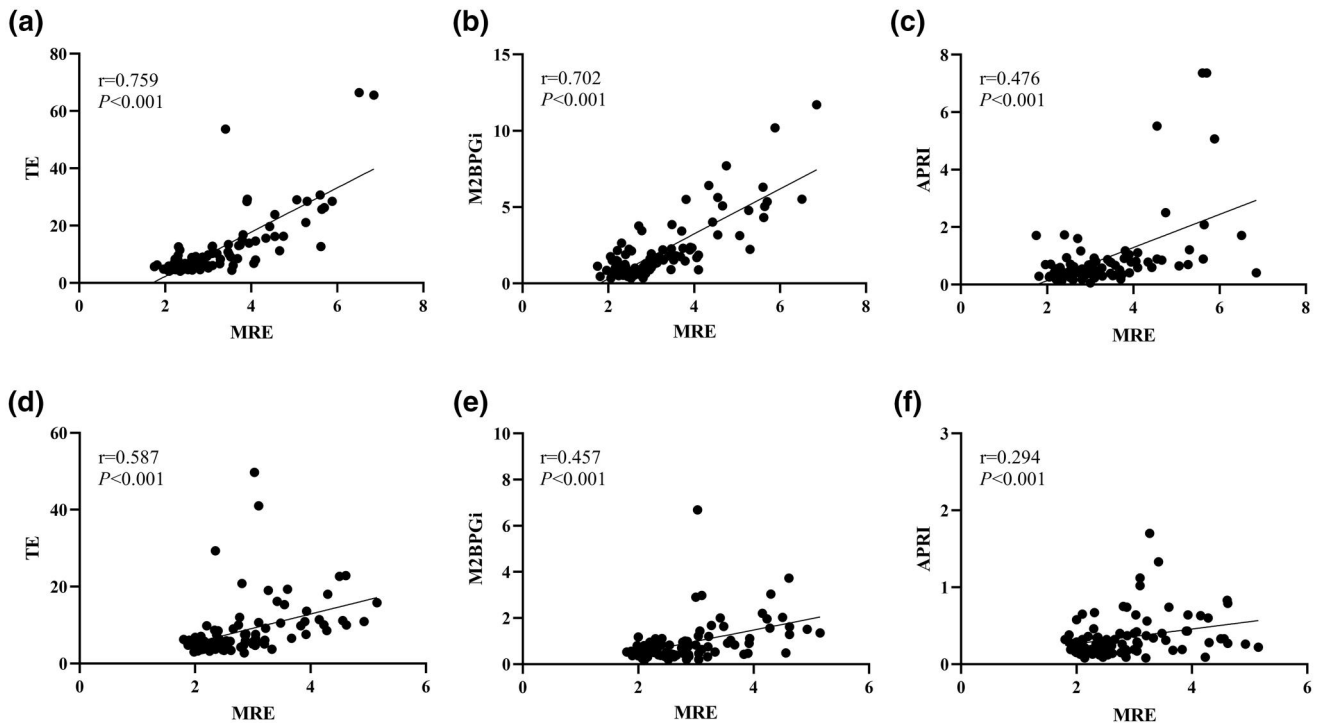 (a)
80
60
40
20
0
0
2
4
6
8
TE
MRE
r=0.759
P<0.001
(b)
15
10
5
0
0
2
4
6
8
M2BPGi
MRE
r=0.702
P<0.001
(c)
8
6
4
2
0
0
2
4
6
8
APRI
MRE
r=0.476
P<0.001
(d)
60
40
20
0
0
2
4
6
TE
MRE
r=0.587
P<0.001
(e)
10
8
6
4
2
0
0
2
4
6
M2BPGi
MRE
r=0.457
P<0.001
(f)
3
2
1
0
0
2
4
6
APRI
MRE
r=0.294
P<0.001